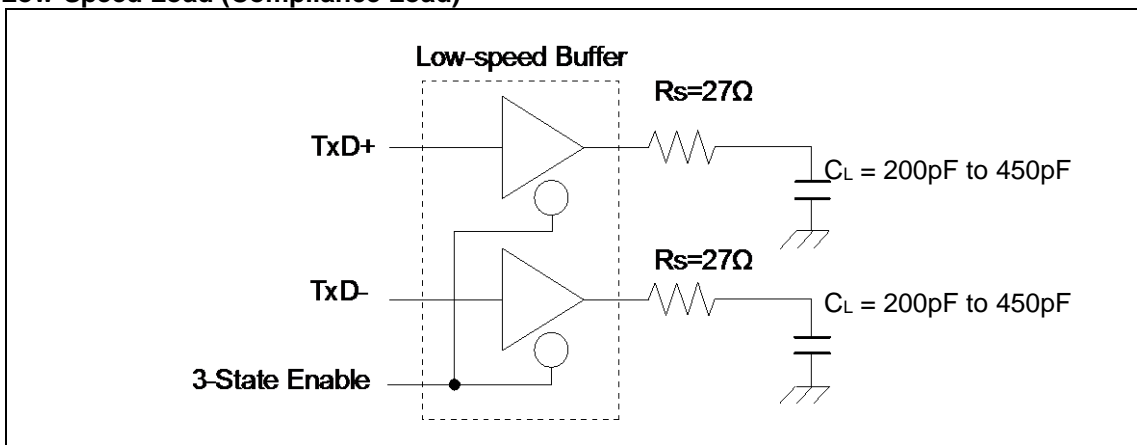 Low-Speed Load (Compliance Load)
Low-speed Buffer
Rs=27Ω
TxD+
CL = 200pF to 450pF
Rs=27Ω
TxD-
CL = 200pF to 450pF
3-State Enable